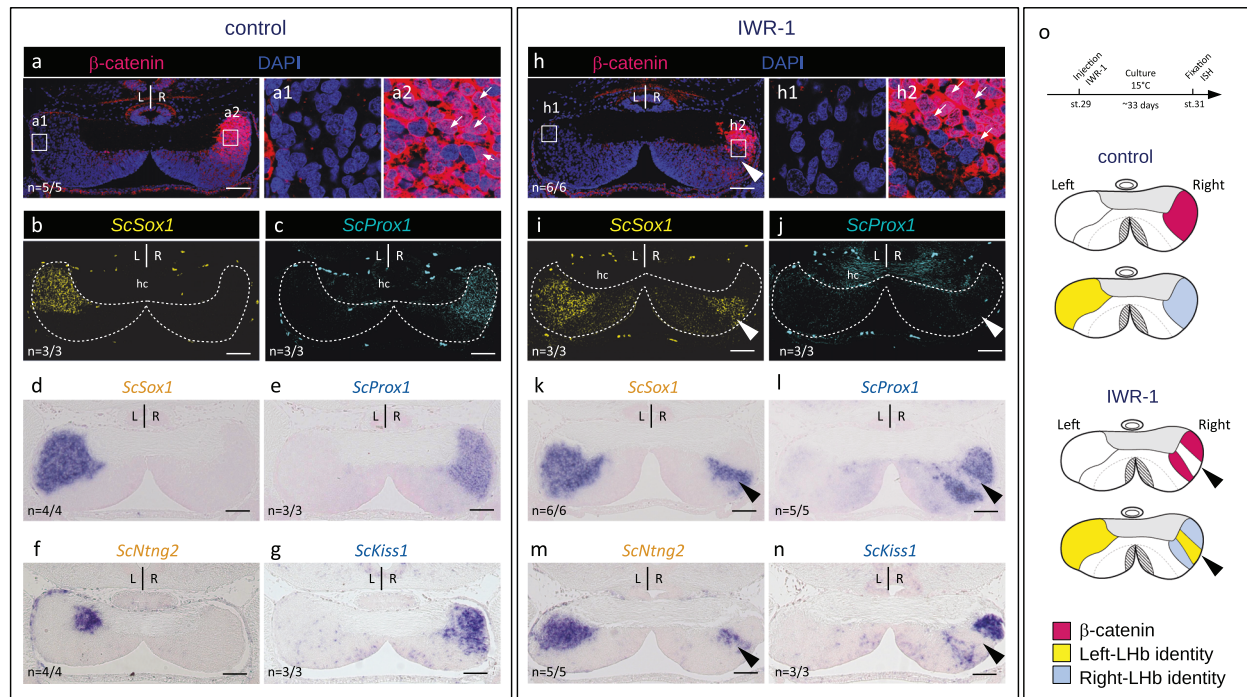 control
a
β-catenin DAPI
L R
a1
a2
a1
a2
n=5/5
b ScSox1
L R
hc
n=3/3
c ScProx1
L R
hc
n=3/3
d ScSox1
L R
n=4/4
e ScProx1
L R
n=3/3
f ScNtng2
L R
n=4/4
g ScKiss1
L R
n=3/3
IWR-1
h
β-catenin DAPI
L R
h1
h2
h1
h2
n=6/6
i ScSox1
L R
hc
n=3/3
j ScProx1
L R
hc
n=3/3
k ScSox1
L R
n=6/6
l ScProx1
L R
n=5/5
m ScNtng2
L R
n=5/5
n ScKiss1
L R
n=3/3
o
Injection
IWR-1
Culture
15°C
Fixation
ISH
st.29
~33 days
st.31
control
Left Right
IWR-1
Left Right
β-catenin
Left-LHb identity
Right-LHb identity